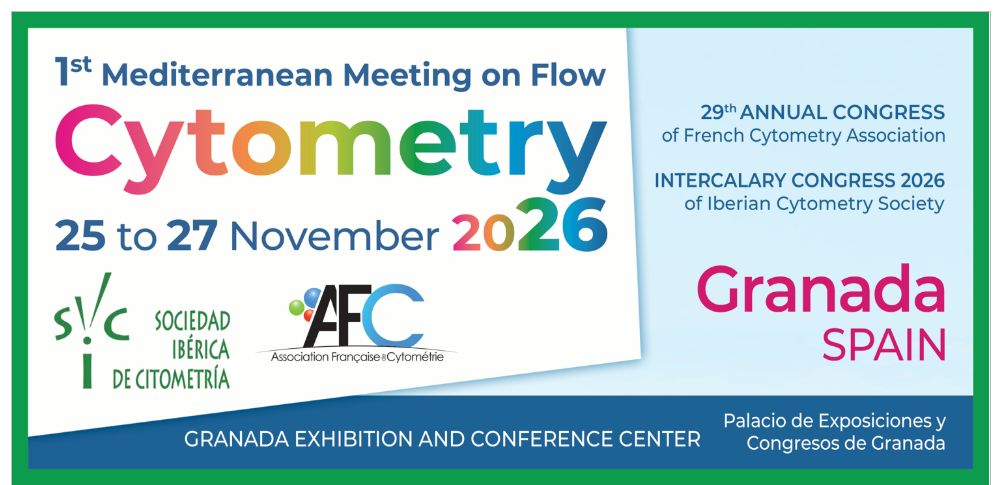 1st Mediterranean Meeting on Flow
Cytometry
25 to 27 November 2026
29th ANNUAL CONGRESS
of French Cytometry Association
INTERCALARY CONGRESS 2026
of Iberian Cytometry Society
Granada
SPAIN
SIC
SOCIEDAD
IBÉRICA
DE CITOMETRÍA
AFC
Association Française de Cytométrie
GRANADA EXHIBITION AND CONFERENCE CENTER
Palacio de Exposiciones y
Congresos de Granada